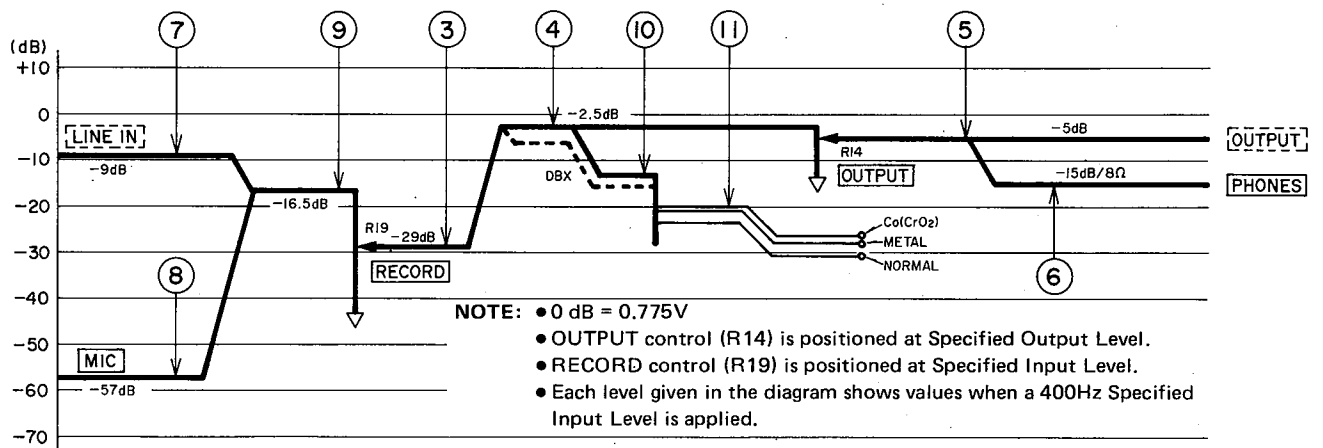 ⑦ ⑨ ③ ④ ⑩ ⑪ ⑤
(dB)
+10
0
-10
-20
-30
-40
-50
-60
-70
LINE IN
-9dB
-16.5dB
R19
-29dB
RECORD
⑧
MIC
-57dB
-2.5dB
DBX
R14
OUTPUT
-5dB
OUTPUT
-15dB/8Ω
PHONES
Co(CrO₂)
METAL
NORMAL
⑥
NOTE: ● 0 dB = 0.775V
● OUTPUT control (R14) is positioned at Specified Output Level.
● RECORD control (R19) is positioned at Specified Input Level.
● Each level given in the diagram shows values when a 400Hz Specified
Input Level is applied.